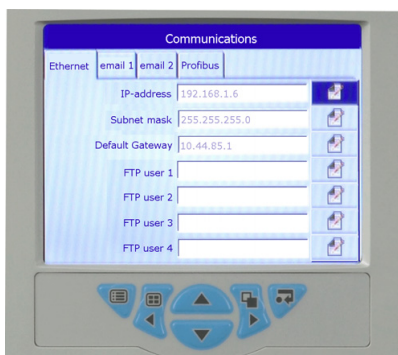 Communications
Ethernet email 1 email 2 Profibus
IP-address 192.168.1.6
Subnet mask 255.255.255.0
Default Gateway 10.44.85.1
FTP user 1
FTP user 2
FTP user 3
FTP user 4